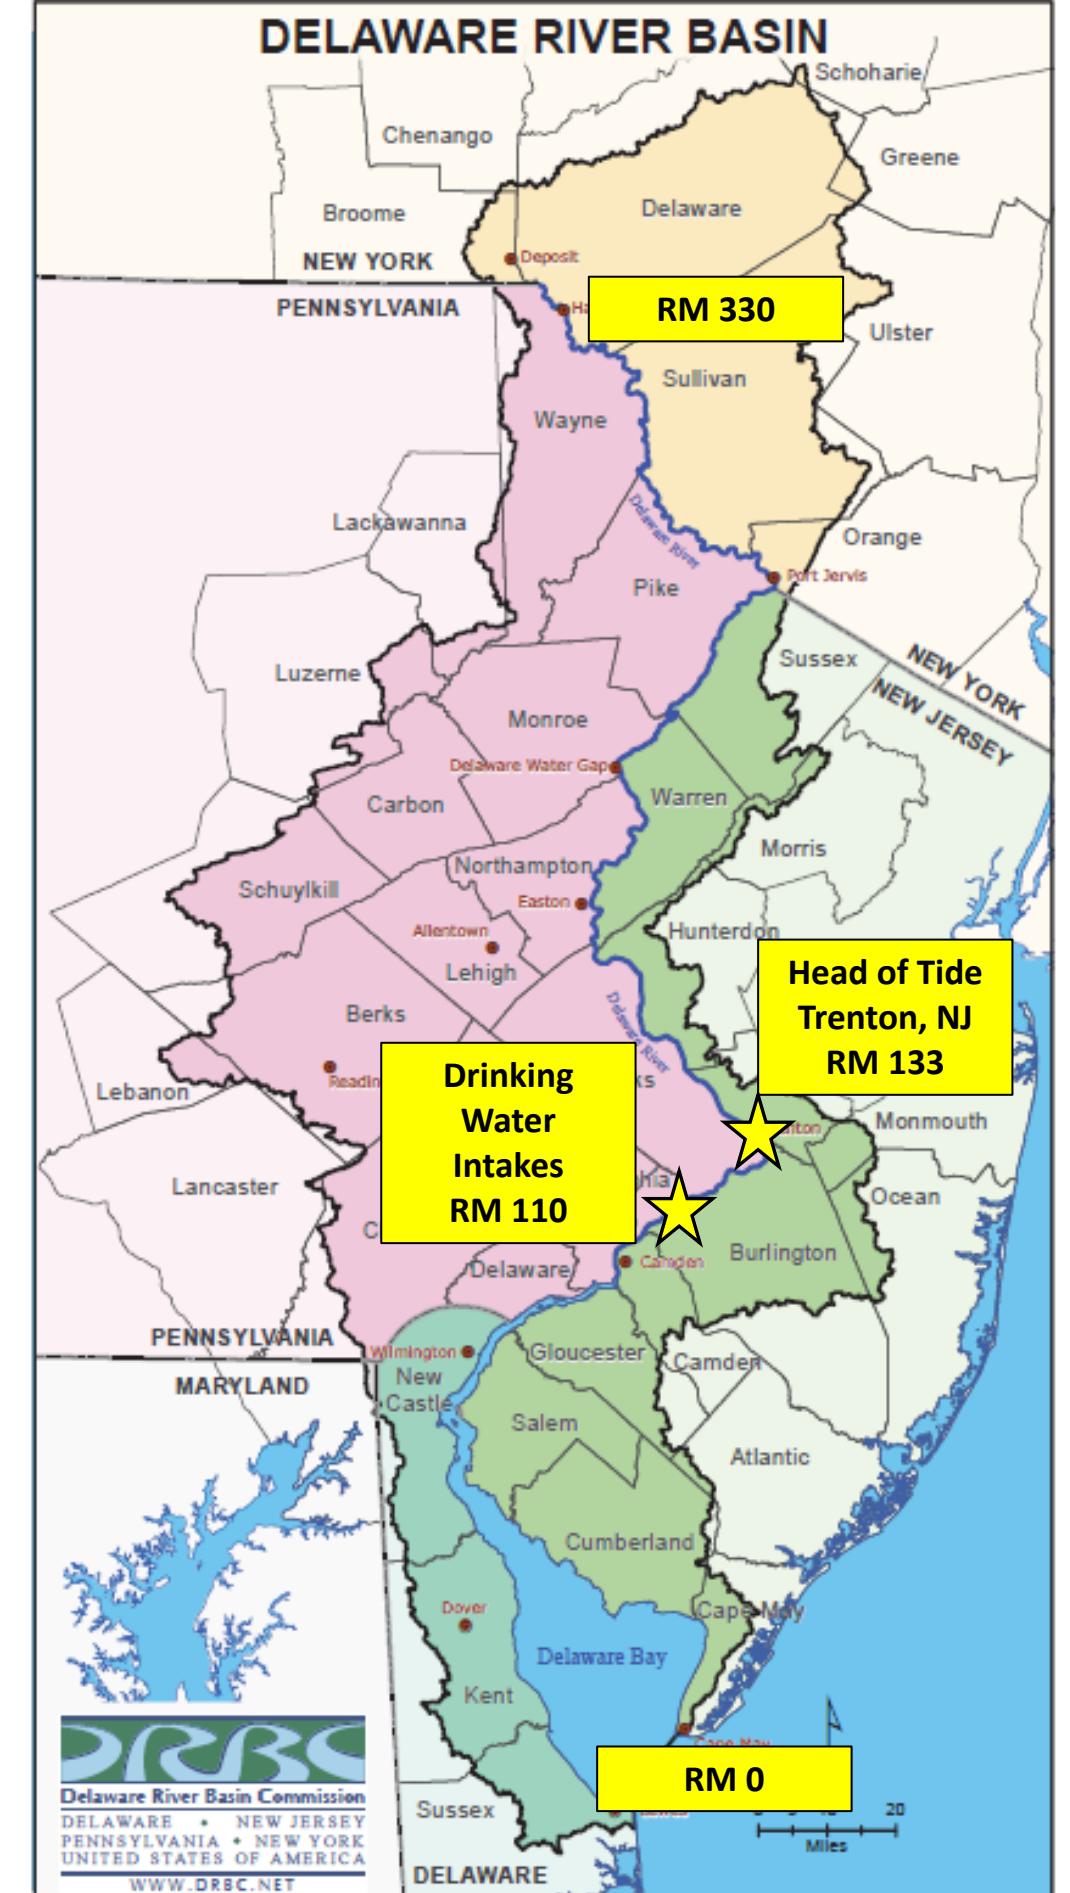 DELAWARE RIVER BASIN
Schoharie
Chenango
Greene
Broome
Delaware
NEW YORK
Deposit
PENNSYLVANIA
RM 330
Ulster
Sullivan
Wayne
Lackawanna
Delaware River
Orange
Port Jervis
Pike
Sussex
Luzerne
NEW YORK
NEW JERSEY
Monroe
Delaware Water Gap
Warren
Carbon
Morris
Northampton
Schuylkill
Easton
Hunterdon
Allentown
Lehigh
Head of Tide
Trenton, NJ
RM 133
Berks
Delaware River
Drinking
Water
Intakes
RM 110
Lebanon
Monmouth
Lancaster
Ocean
Burlington
Camden
Delaware
PENNSYLVANIA
Wilmington
Gloucester
Camden
New
Castle
MARYLAND
Salem
Atlantic
Cumberland
Dover
Cape May
Delaware Bay
Kent
Cape May
RM 0
DRBC
Delaware River Basin Commission
DELAWARE • NEW JERSEY
PENNSYLVANIA • NEW YORK
UNITED STATES OF AMERICA
WWW.DRBC.NET
Sussex
20
Miles
DELAWARE